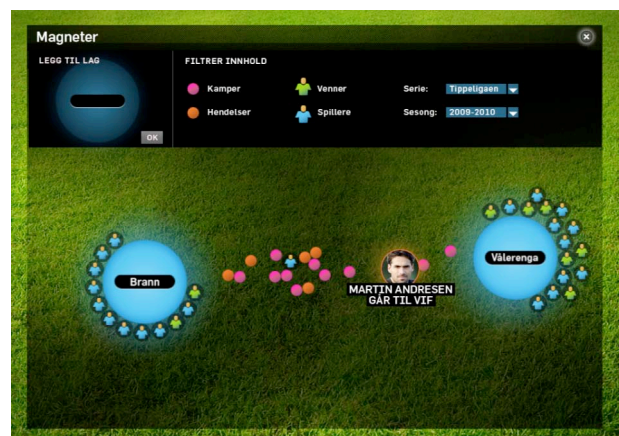 Magneter
LEGG TIL LAG
OK
FILTRER INNHOLD
Kamper
Venner
Serie:
Tippeligaen
Hendelser
Spillere
Sesong:
2009-2010
Brann
Vålerenga
MARTIN ANDRESEN
GÅR TIL VIF